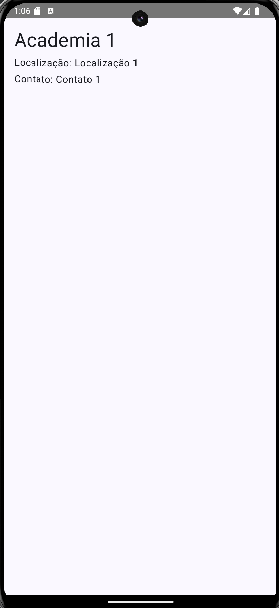 1:06
Academia 1
Localização: Localização 1
Contato: Contato 1